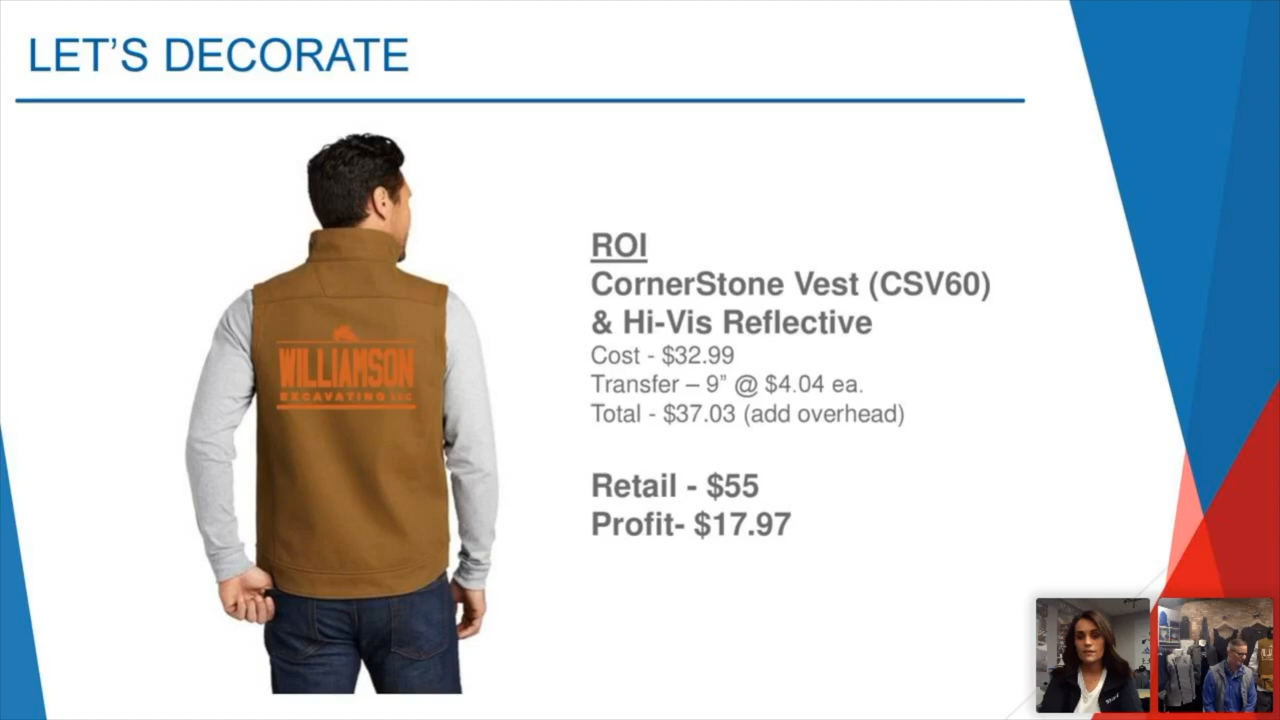 LET’S DECORATE
WILLIAMSON
EXCAVATING LLC
ROI
CornerStone Vest (CSV60)
& Hi-Vis Reflective
Cost - $32.99
Transfer – 9” @ $4.04 ea.
Total - $37.03 (add overhead)
Retail - $55
Profit- $17.97